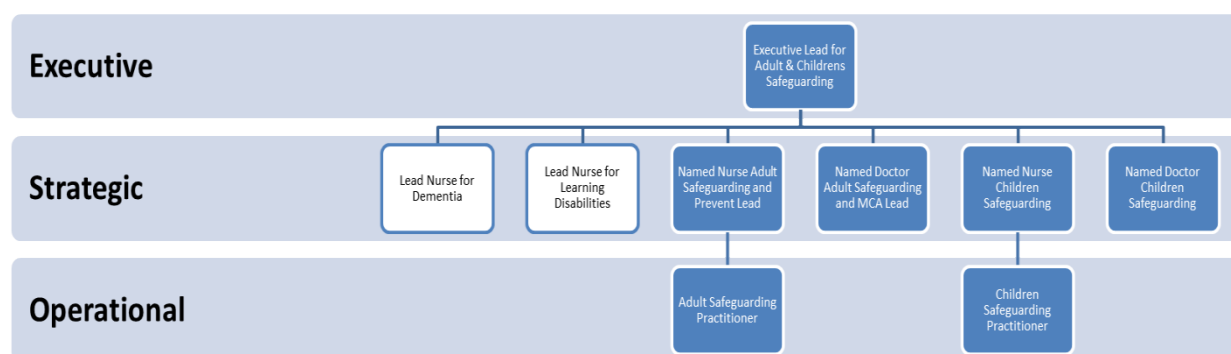 Executive
Executive Lead for
Adult & Childrens
Safeguarding
Strategic
Lead Nurse for
Dementia
Lead Nurse for
Learning
Disabilities
Named Nurse Adult
Safeguarding and
Prevent Lead
Named Doctor
Adult Safeguarding
and MCA Lead
Named Nurse
Children
Safeguarding
Named Doctor
Children
Safeguarding
Operational
Adult Safeguarding
Practitioner
Children
Safeguarding
Practitioner